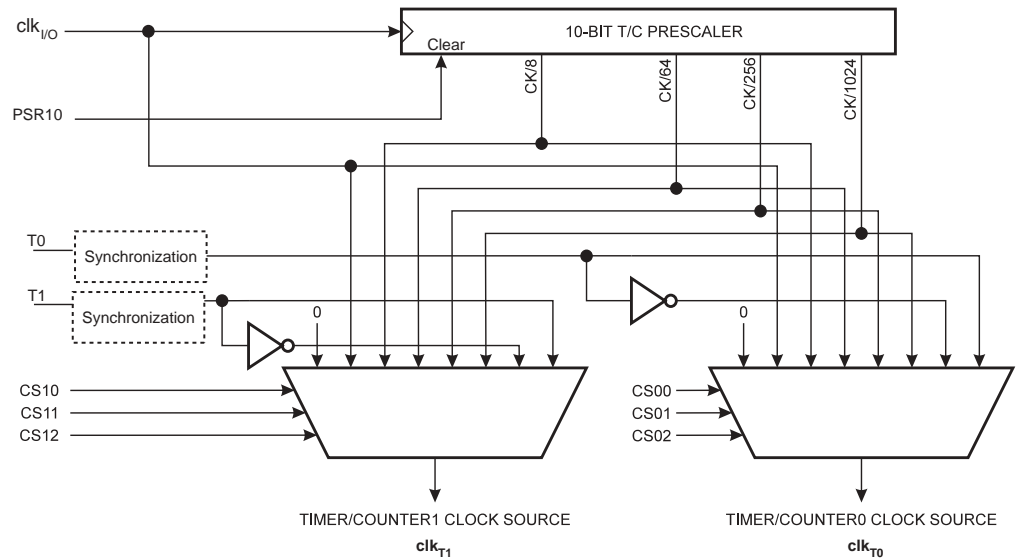 clkI/O
10-BIT T/C PRESCALER
Clear
PSR10
CK/8
CK/64
CK/256
CK/1024
T0
Synchronization
T1
Synchronization
0
0
CS10
CS11
CS12
CS00
CS01
CS02
TIMER/COUNTER1 CLOCK SOURCE
clkT1
TIMER/COUNTER0 CLOCK SOURCE
clkT0